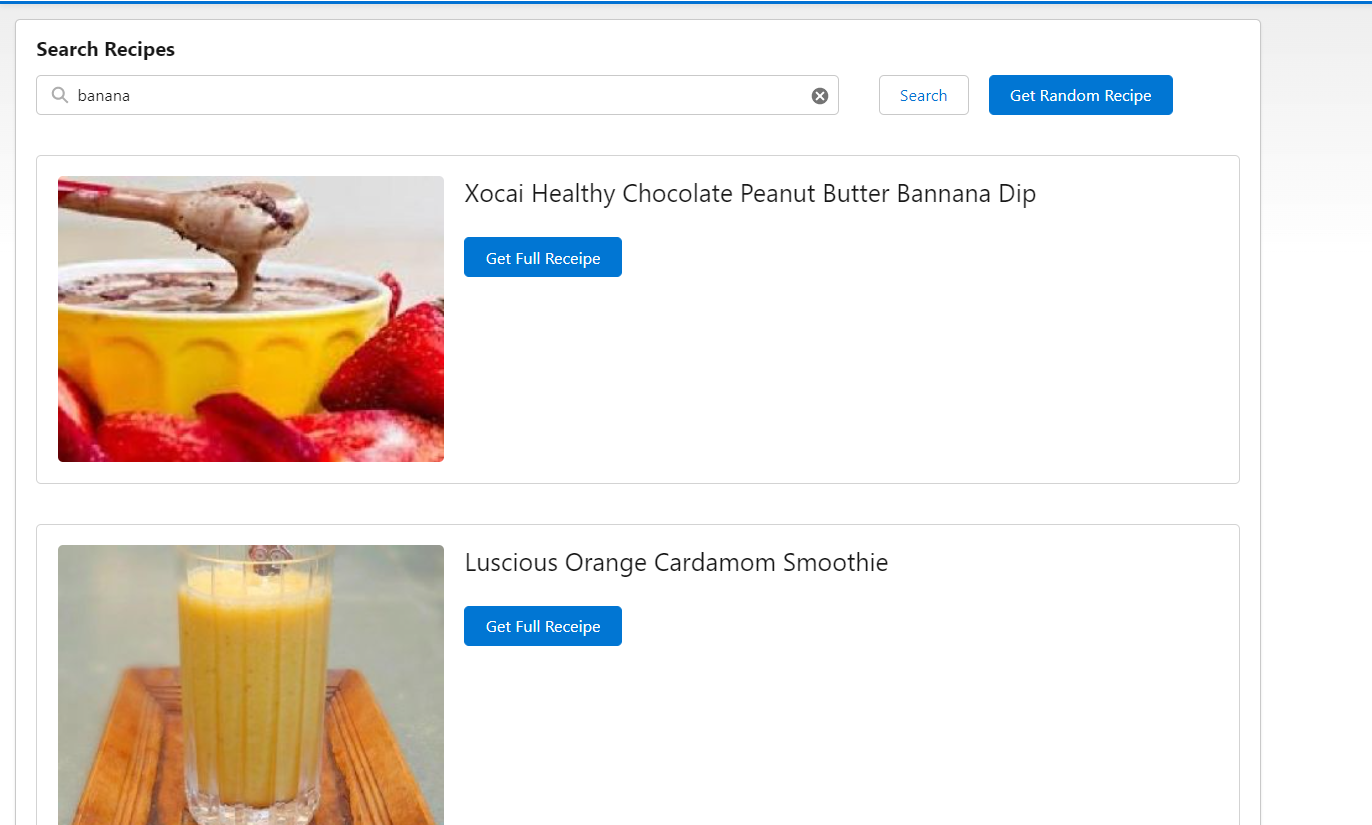 Search Recipes
banana
Search
Get Random Recipe
Xocai Healthy Chocolate Peanut Butter Bannana Dip
Get Full Receipe
Luscious Orange Cardamom Smoothie
Get Full Receipe